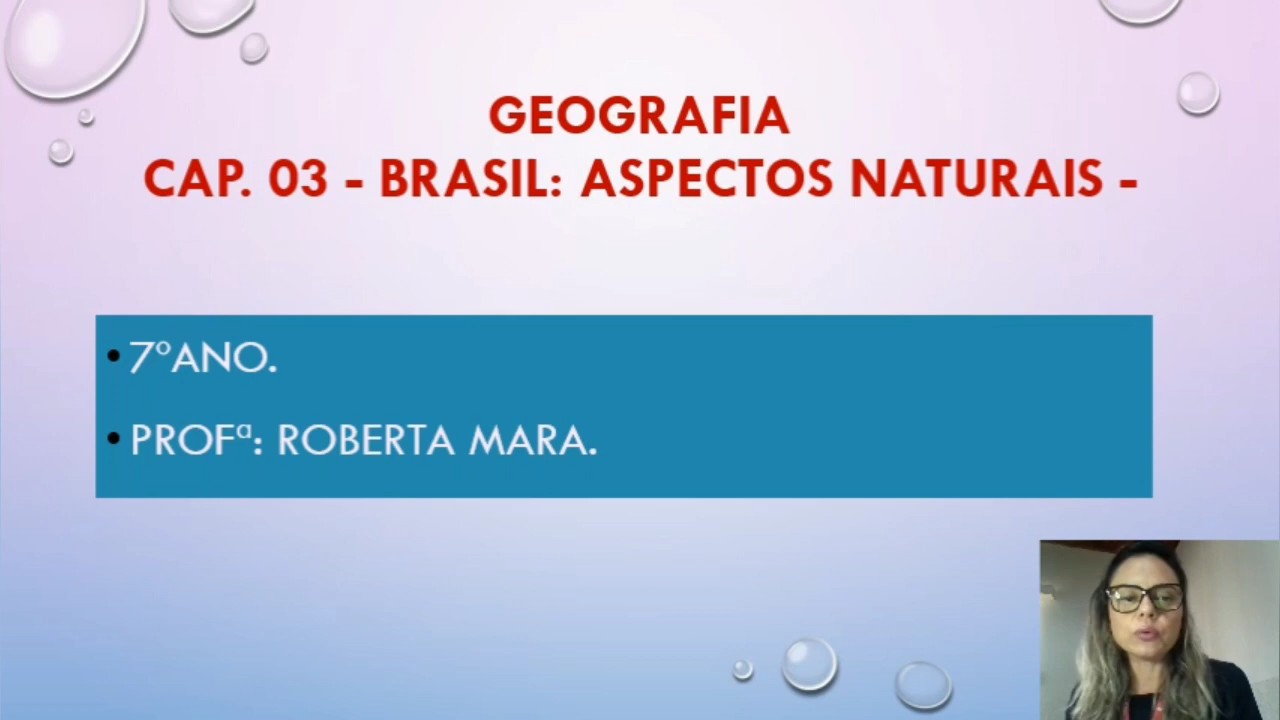 GEOGRAFIA
CAP. 03 - BRASIL: ASPECTOS NATURAIS -
• 7ºANO.
• PROFª: ROBERTA MARA.